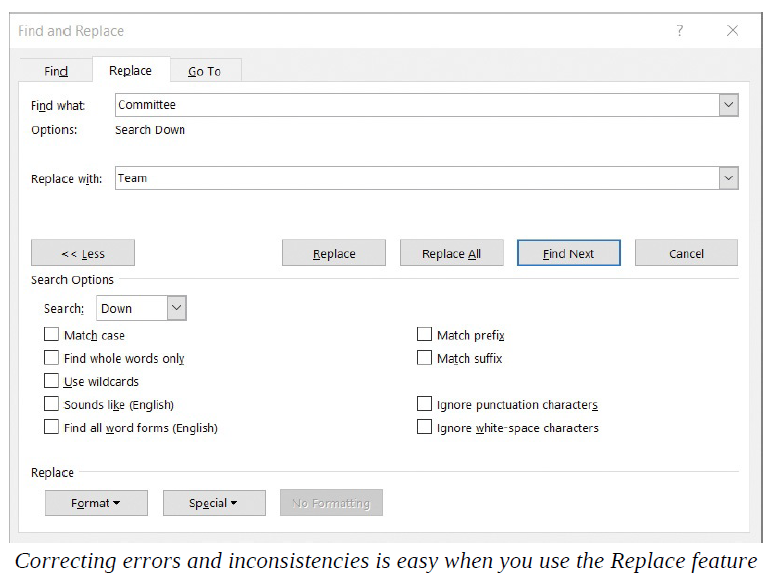 Find and Replace ?
Find Replace Go To
Find what: Committee
Options: Search Down
Replace with: Team
<< Less Replace Replace All Find Next Cancel
Search Options
Search: Down
Match case Match prefix
Find whole words only Match suffix
Use wildcards
Sounds like (English) Ignore punctuation characters
Find all word forms (English) Ignore white-space characters
Replace
Format Special No Formatting
Correcting errors and inconsistencies is easy when you use the Replace feature